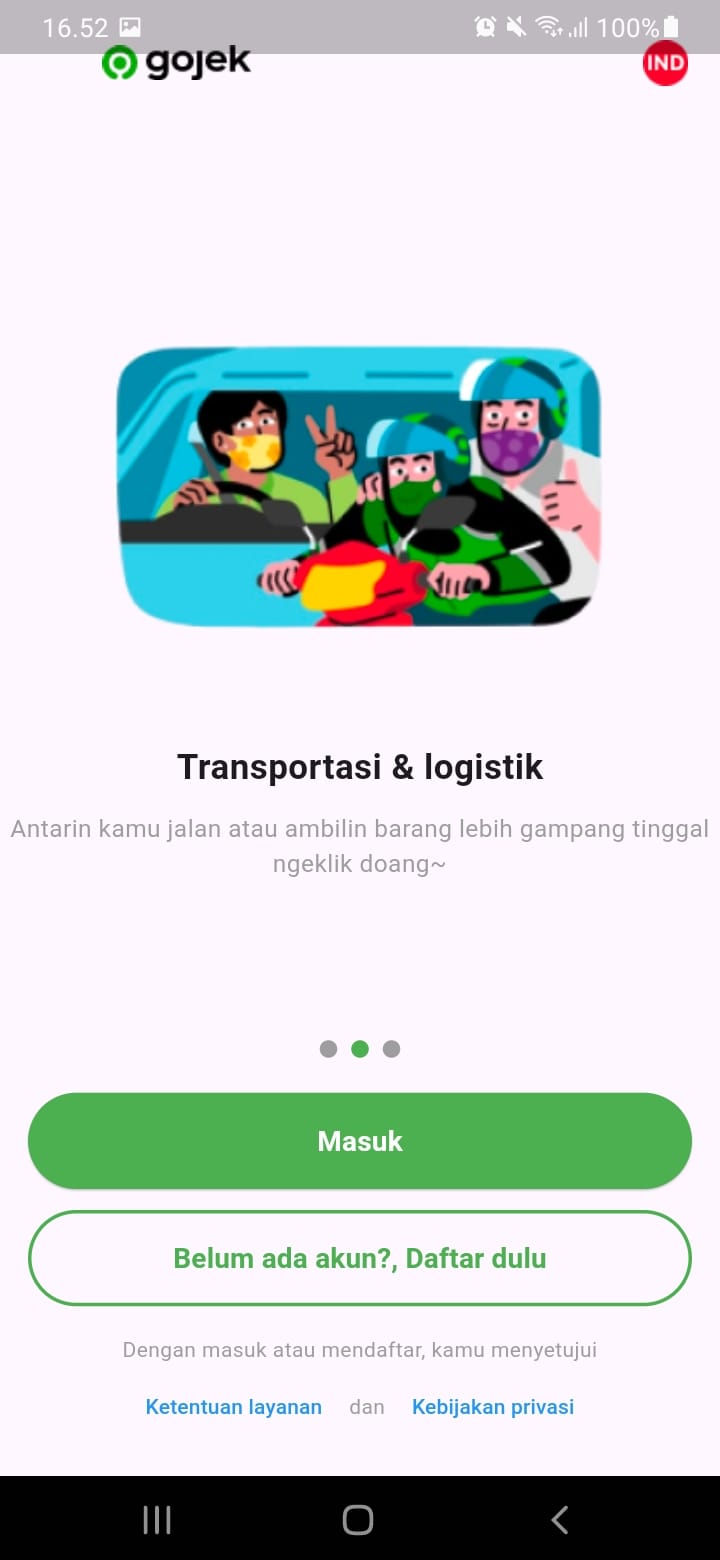 16.52 100%
gojek IND
Transportasi & logistik
Antarin kamu jalan atau ambilin barang lebih gampang tinggal
ngeklik doang~
Masuk
Belum ada akun?, Daftar dulu
Dengan masuk atau mendaftar, kamu menyetujui
Ketentuan layanan dan Kebijakan privasi